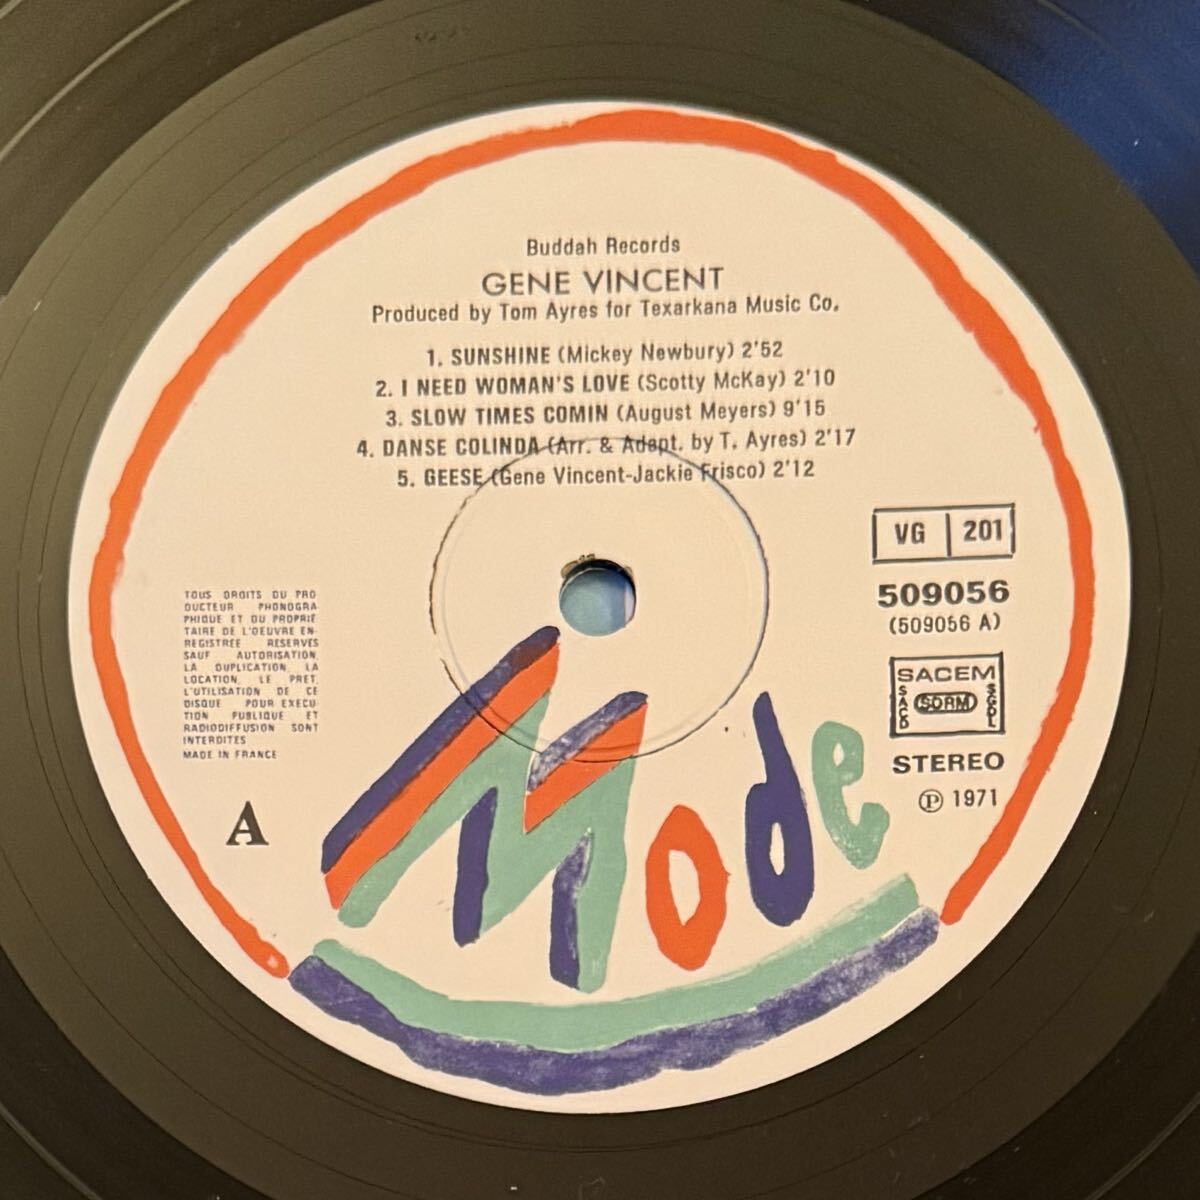 Buddah Records
GENE VINCENT
Produced by Tom Ayres for Texarkana Music Co.
1. SUNSHINE (Mickey Newbury) 2'52
2. I NEED WOMAN'S LOVE (Scotty McKay) 2'10
3. SLOW TIMES COMIN (August Meyers) 9'15
4. DANSE COLINDA (Arr. & Adapt. by T. Ayres) 2'17
5. GEESE (Gene Vincent-Jackie Frisco) 2'12
VG 201
509056
(509056 A)
SACEM
SACD SDRM SGDL
STEREO
Ⓟ 1971
TOUS DROITS DU PRO
DUCTEUR PHONOGRA
PHIQUE ET DU PROPRIE
TAIRE DE L'OEUVRE EN-
REGISTREE RESERVES
SAUF AUTORISATION,
LA DUPLICATION, LA
LOCATION, LE PRET,
L'UTILISATION DE CE
DISQUE POUR EXECU
TION PUBLIQUE ET
RADIODIFFUSION SONT
INTERDITES
MADE IN FRANCE
A
Mode